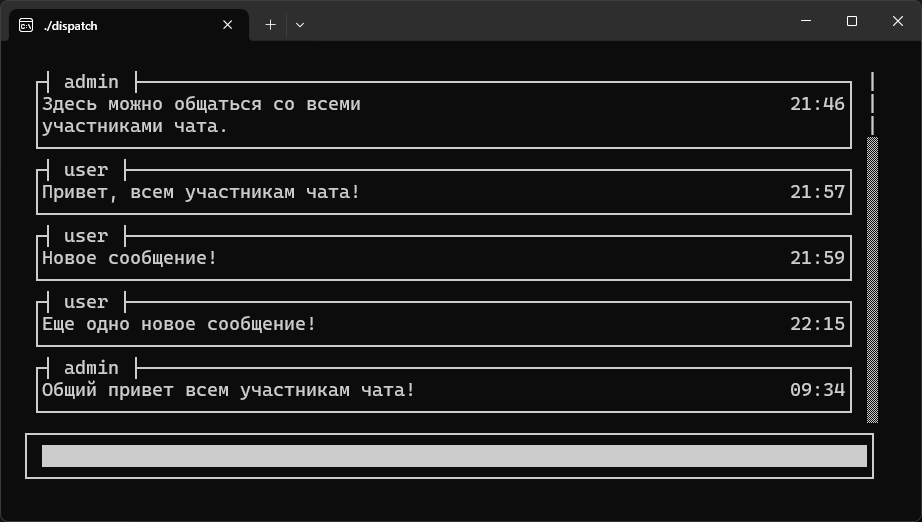 ./dispatch
admin
Здесь можно общаться со всеми 21:46
участниками чата.
user
Привет, всем участникам чата! 21:57
user
Новое сообщение! 21:59
user
Еще одно новое сообщение! 22:15
admin
Общий привет всем участникам чата! 09:34